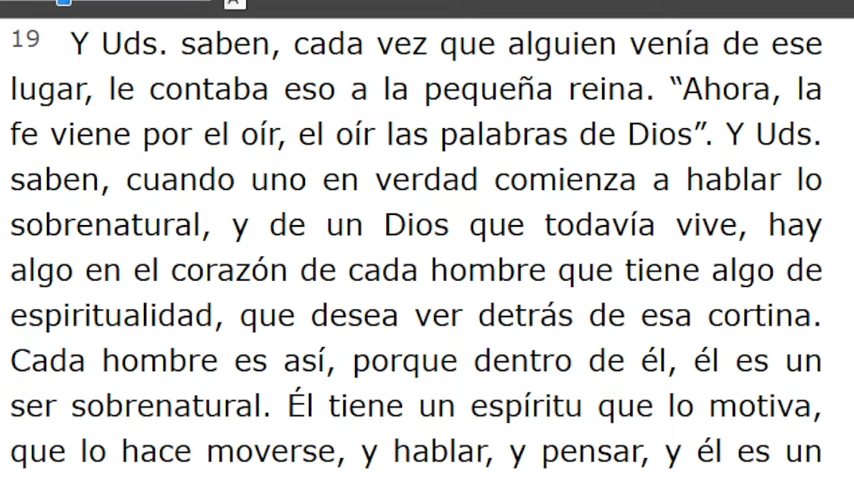 19 Y Uds. saben, cada vez que alguien venía de ese
lugar, le contaba eso a la pequeña reina. “Ahora, la
fe viene por el oír, el oír las palabras de Dios”. Y Uds.
saben, cuando uno en verdad comienza a hablar lo
sobrenatural, y de un Dios que todavía vive, hay
algo en el corazón de cada hombre que tiene algo de
espiritualidad, que desea ver detrás de esa cortina.
Cada hombre es así, porque dentro de él, él es un
ser sobrenatural. Él tiene un espíritu que lo motiva,
que lo hace moverse, y hablar, y pensar, y él es un